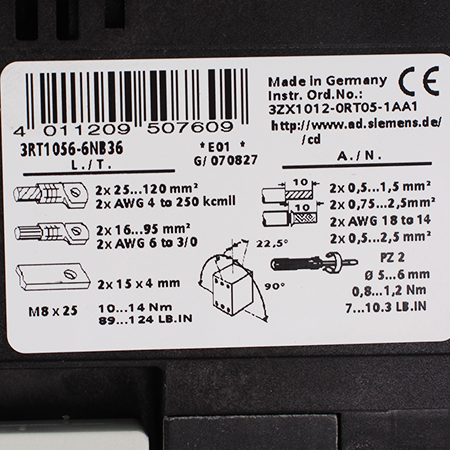 4 011209 507609
3RT1056-6NB36
* E01 *
G/ 070827
Made in Germany
CE
Instr. Ord.No.:
3ZX1012-0RT05-1AA1
http://www.ad.siemens.de/
/cd
L./T.
2x 25...120 mm²
2x AWG 4 to 250 kcmil
2x 16...95 mm²
2x AWG 6 to 3/0
2x 15 x 4 mm
M8 x 25
10...14 Nm
89...124 LB.IN
22,5°
90°
A./N.
10
2x 0,5...1,5 mm²
10
2x 0,75...2,5mm²
2x AWG 18 to 14
2x 0,5...2,5 mm²
PZ 2
Ø 5...6mm
0,8...1,2 Nm
7...10.3 LB.IN